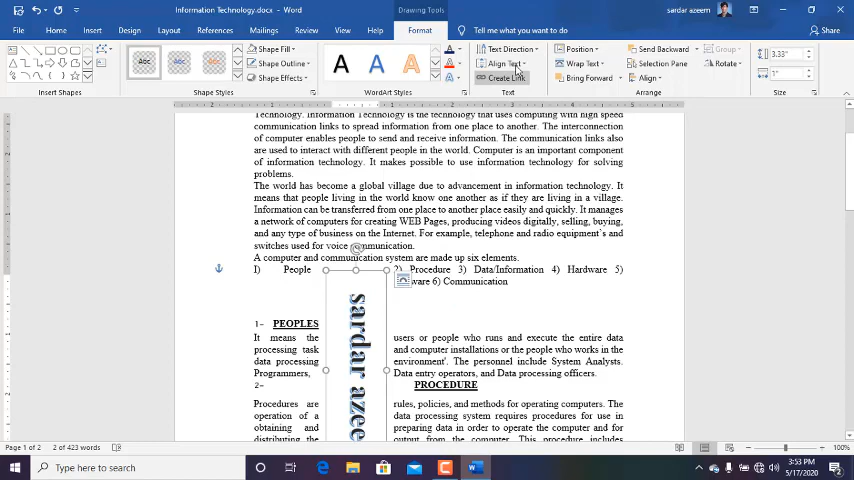 Information Technology.docx - Word
Drawing Tools
sardar azeem
File Home Insert Draw Design Layout References Mailings Review View Help Format Tell me what you want to do
Abc Abc Abc
Shape Fill
Shape Outline
Shape Effects
A A A
A
A
A
Text Direction
Align Text
Create Link
Position
Wrap Text
Bring Forward
Send Backward
Selection Pane
Align
Group
Rotate
3.33"
1"
Insert Shapes Shape Styles WordArt Styles Text Arrange Size
Technology. Information Technology is the technology that uses computing with high speed
communication links to spread information from one place to another. The interconnection
of computer enables people to send and receive information. The communication links also
are used to interact with different people in the world. Computer is an important component
of information technology. It makes possible to use information technology for solving
problems.
The world has become a global village due to advancement in information technology. It
means that people living in the world know one another as if they are living in a village.
Information can be transferred from one place to another place easily and quickly. It manages
a network of computers for creating WEB Pages, producing videos digitally, selling, buying,
and any type of business on the Internet. For example, telephone and radio equipment`s and
switches used for voice communication.
A computer and communication system are made up six elements.
I) People 2) Procedure 3) Data/Information 4) Hardware 5)
ware 6) Communication
1- PEOPLES
It means the users or people who runs and execute the entire data
processing task and computer installations or the people who works in the
data processing environment'. The personnel include System Analysts.
Programmers, Data entry operators, and Data processing officers.
2- PROCEDURE
Procedures are rules, policies, and methods for operating computers. The
operation of a data processing system requires procedures for use in
obtaining and preparing data in order to operate the computer and for
distributing the output from the computer. This procedure includes
sardar azee
Page 1 of 2 2 of 423 words
100%
Type here to search
3:53 PM
5/17/2020
2